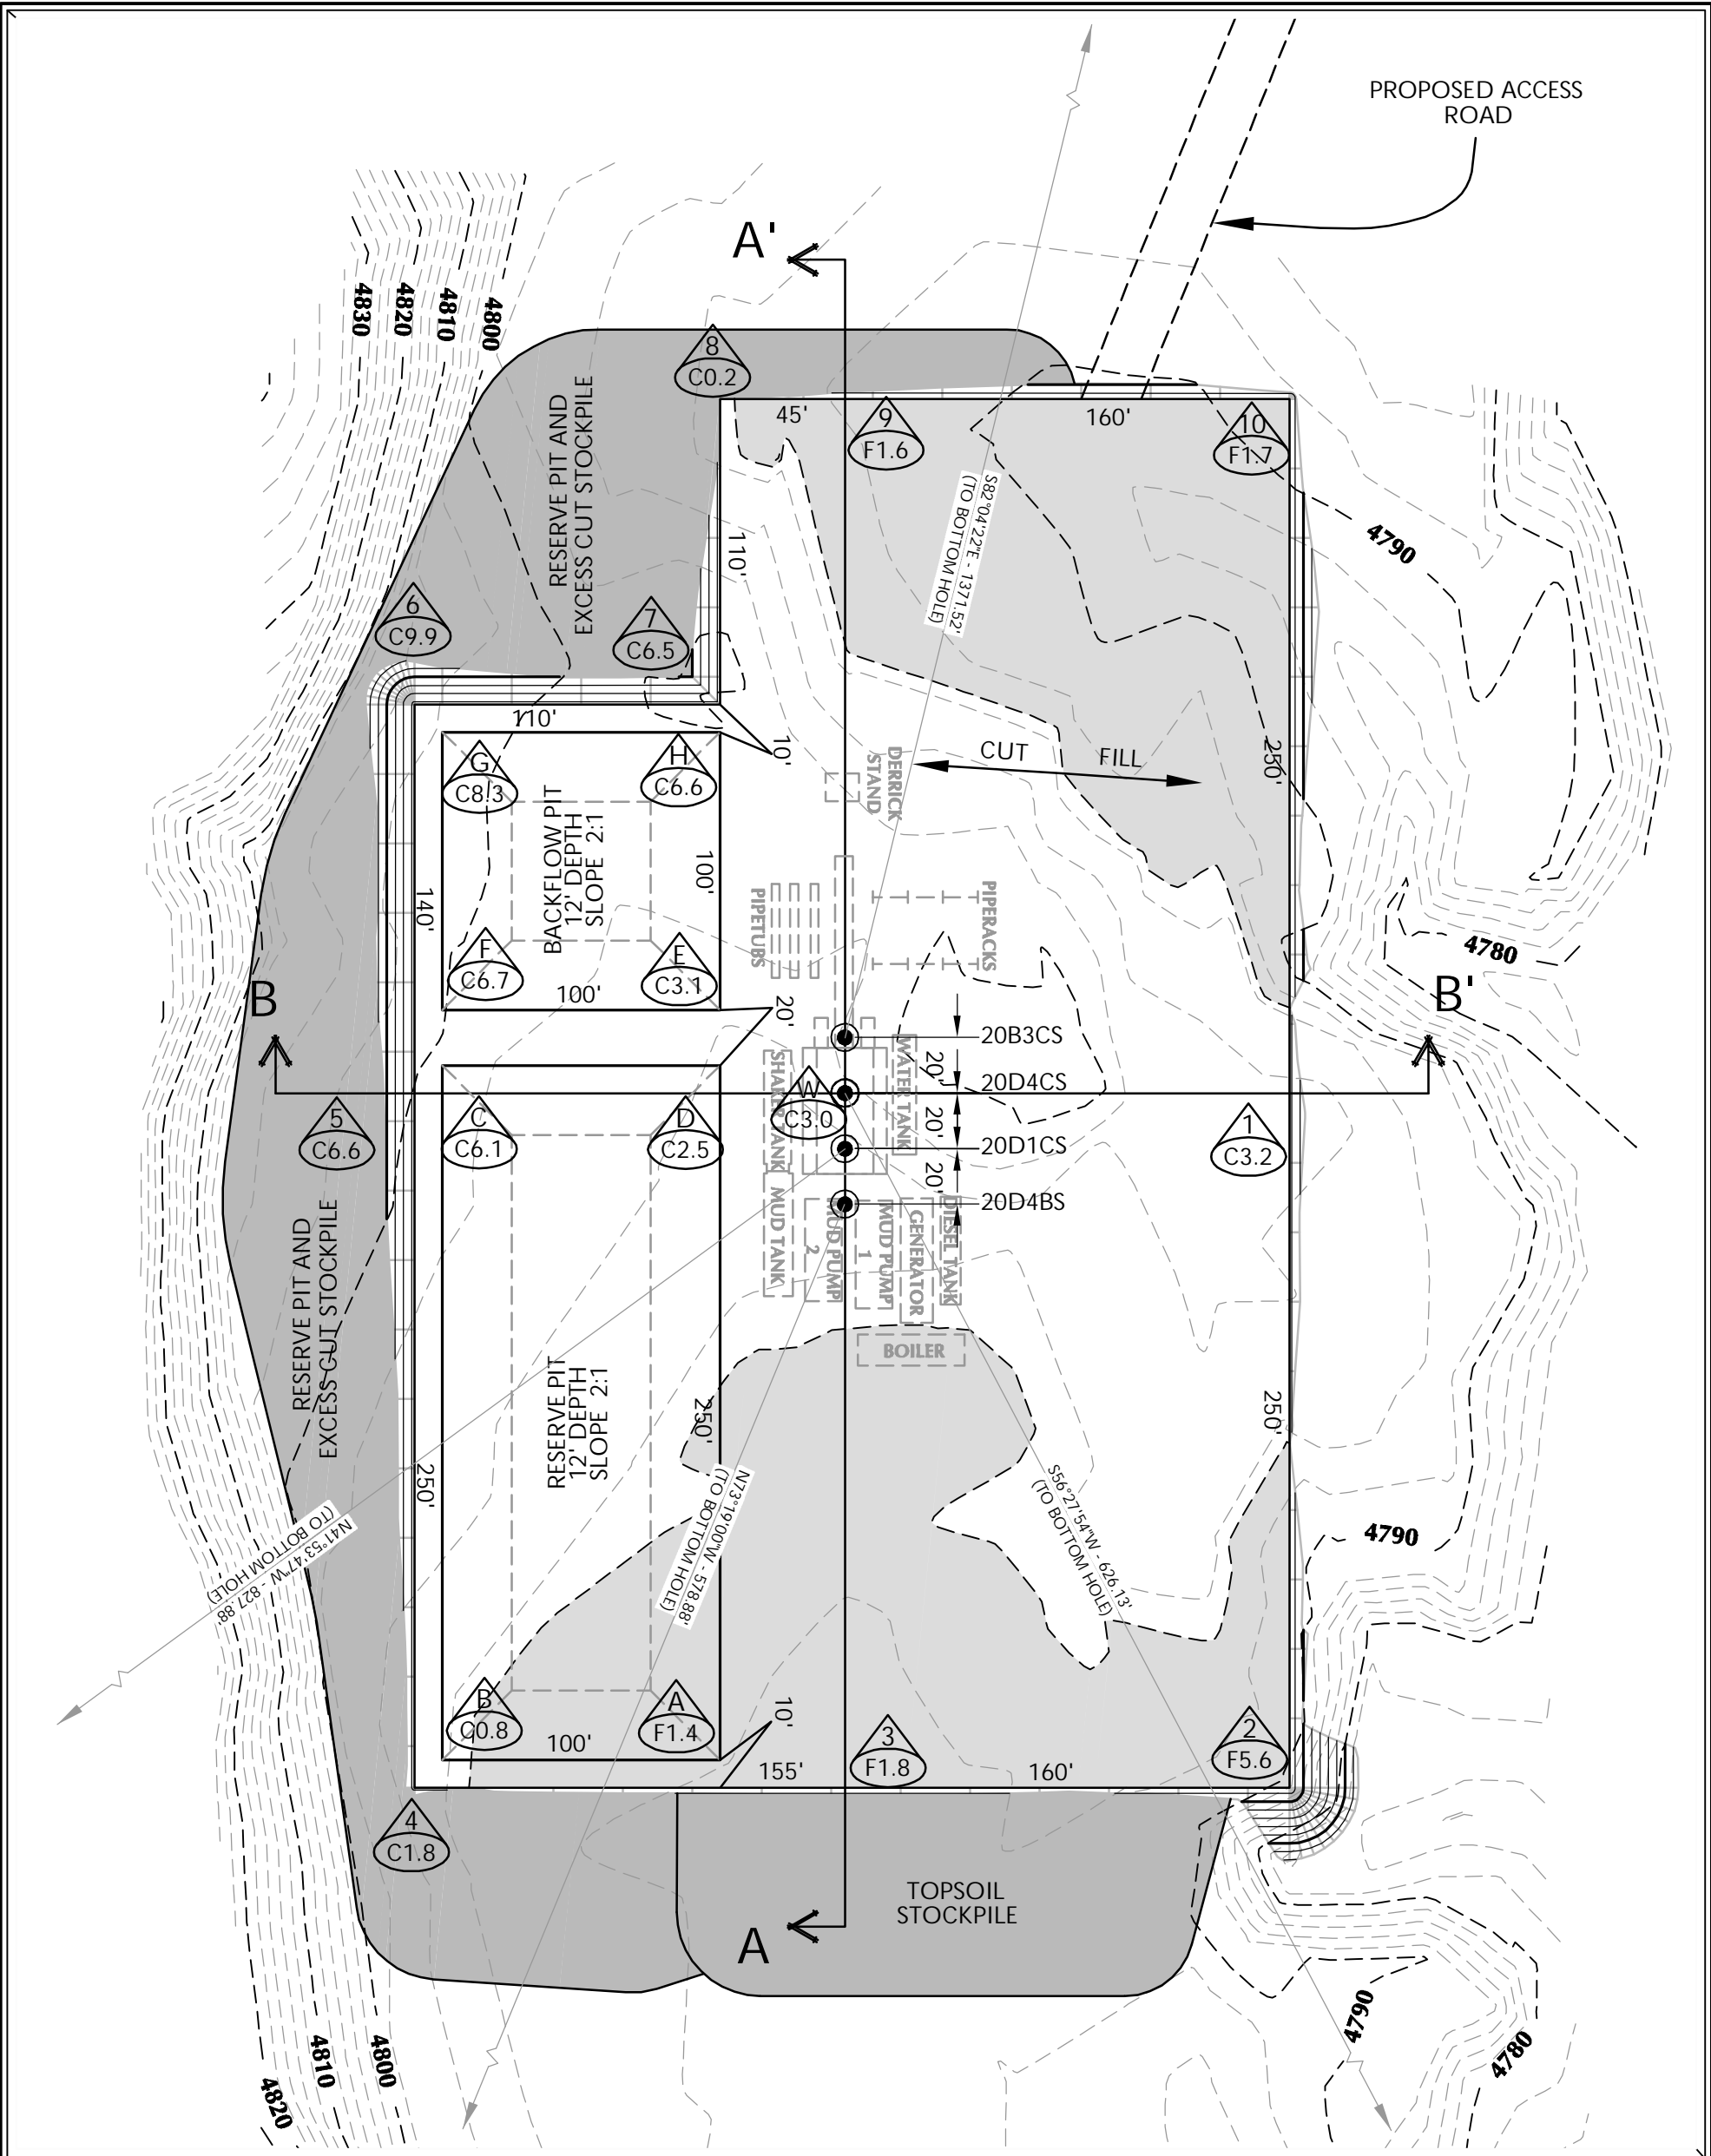 PROPOSED ACCESS
ROAD
A'
4830
4820
4810
4800
8
C0.2
45'
9
F1.6
160'
10
F1.7
RESERVE PIT AND
EXCESS CUT STOCKPILE
110'
S82°04'22"E - 1371.52'
(TO BOTTOM HOLE)
4790
6
C9.9
7
C6.5
110'
10'
DERRICK
STAND
CUT
FILL
250'
G
C8.3
H
C6.6
BACKFLOW PIT
12' DEPTH
SLOPE 2:1
100'
140'
PIPETUBS
PIPERACKS
F
C6.7
E
C3.1
100'
4780
B
B'
20'
20B3CS
20'
20D4CS
20'
20D1CS
20'
20D4BS
SHAKER TANK
WATER TANK
W
C3.0
5
C6.6
C
C6.1
D
C2.5
1
C3.2
MUD TANK
MUD PUMP
2
MUD PUMP
1
GENERATOR
DIESEL TANK
BOILER
RESERVE PIT AND
EXCESS CUT STOCKPILE
RESERVE PIT
12' DEPTH
SLOPE 2:1
250'
250'
250'
N41°53'47"W - 827.88'
(TO BOTTOM HOLE)
N73°19'00"W - 578.88'
(TO BOTTOM HOLE)
S56°27'54"W - 626.13'
(TO BOTTOM HOLE)
4790
B
C0.8
A
F1.4
10'
100'
155'
3
F1.8
160'
2
F5.6
4
C1.8
TOPSOIL
STOCKPILE
A
4820
4810
4800
4790
4780